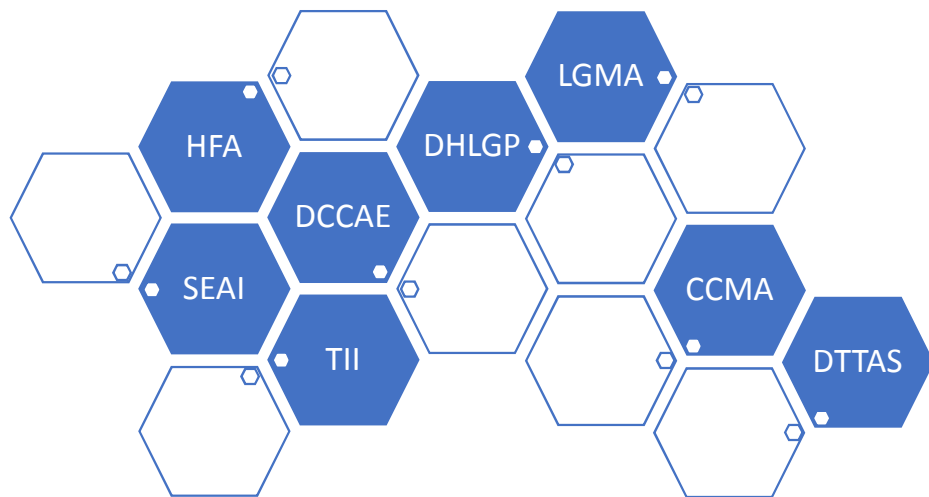 LGMA
HFA
DHLGP
DCCAE
SEAI
CCMA
TII
DTTAS